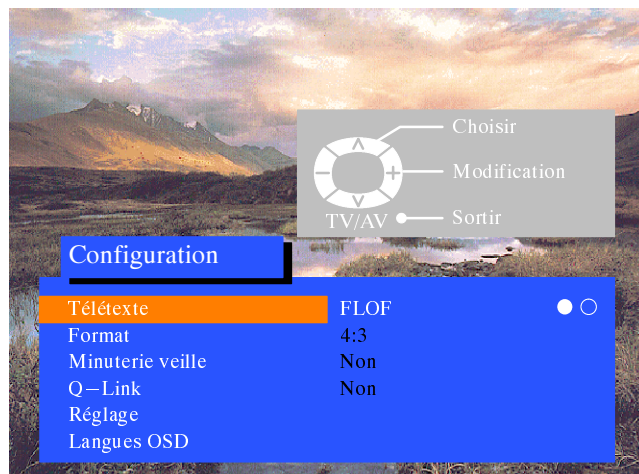 Choisir
Modification
TV/AV Sortir
Configuration
Télétexte FLOF
Format 4:3
Minuterie veille Non
Q–Link Non
Réglage
Langues OSD